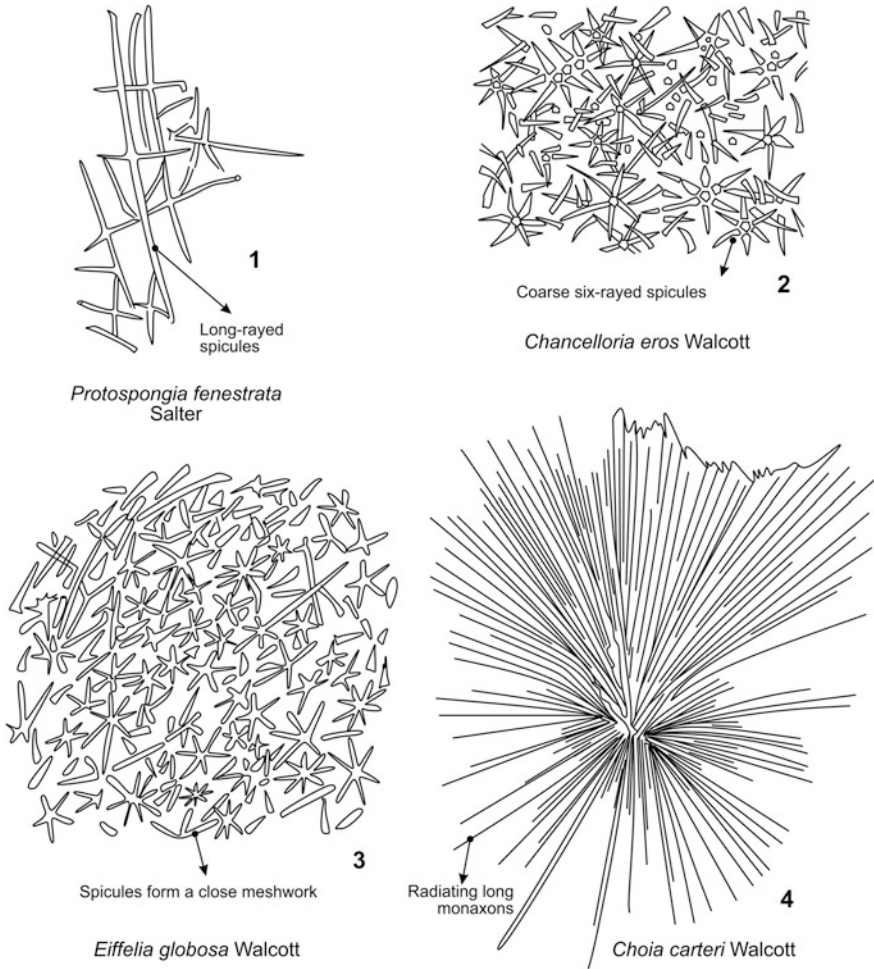 1
Long-rayed
spicules
Protospongia fenestrata
Salter
Coarse six-rayed spicules
2
Chancelloria eros Walcott
3
Spicules form a close meshwork
Eiffelia globosa Walcott
Radiating long
monaxons
4
Choia carteri Walcott